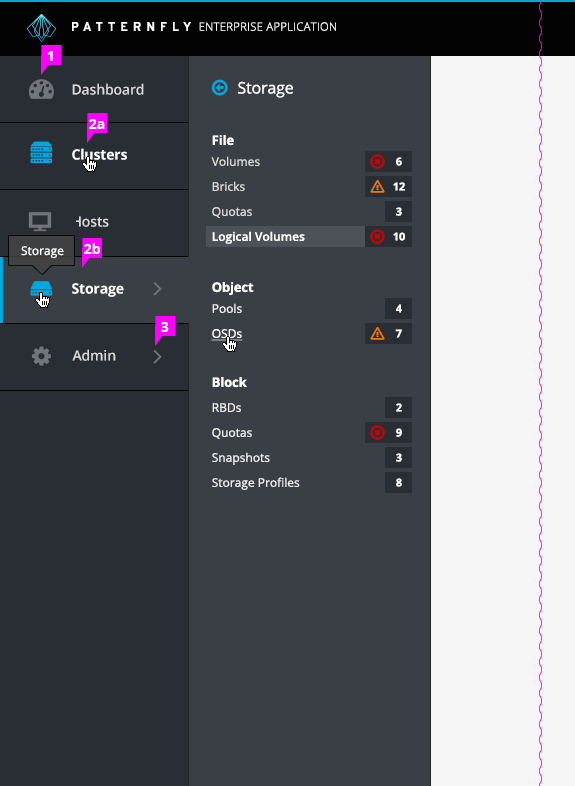 PATTERNFLY ENTERPRISE APPLICATION
1
Dashboard
2a
Clusters
Hosts
Storage
2b
Storage
3
Admin
Storage
File
Volumes 6
Bricks 12
Quotas 3
Logical Volumes 10
Object
Pools 4
OSDs 7
Block
RBDs 2
Quotas 9
Snapshots 3
Storage Profiles 8